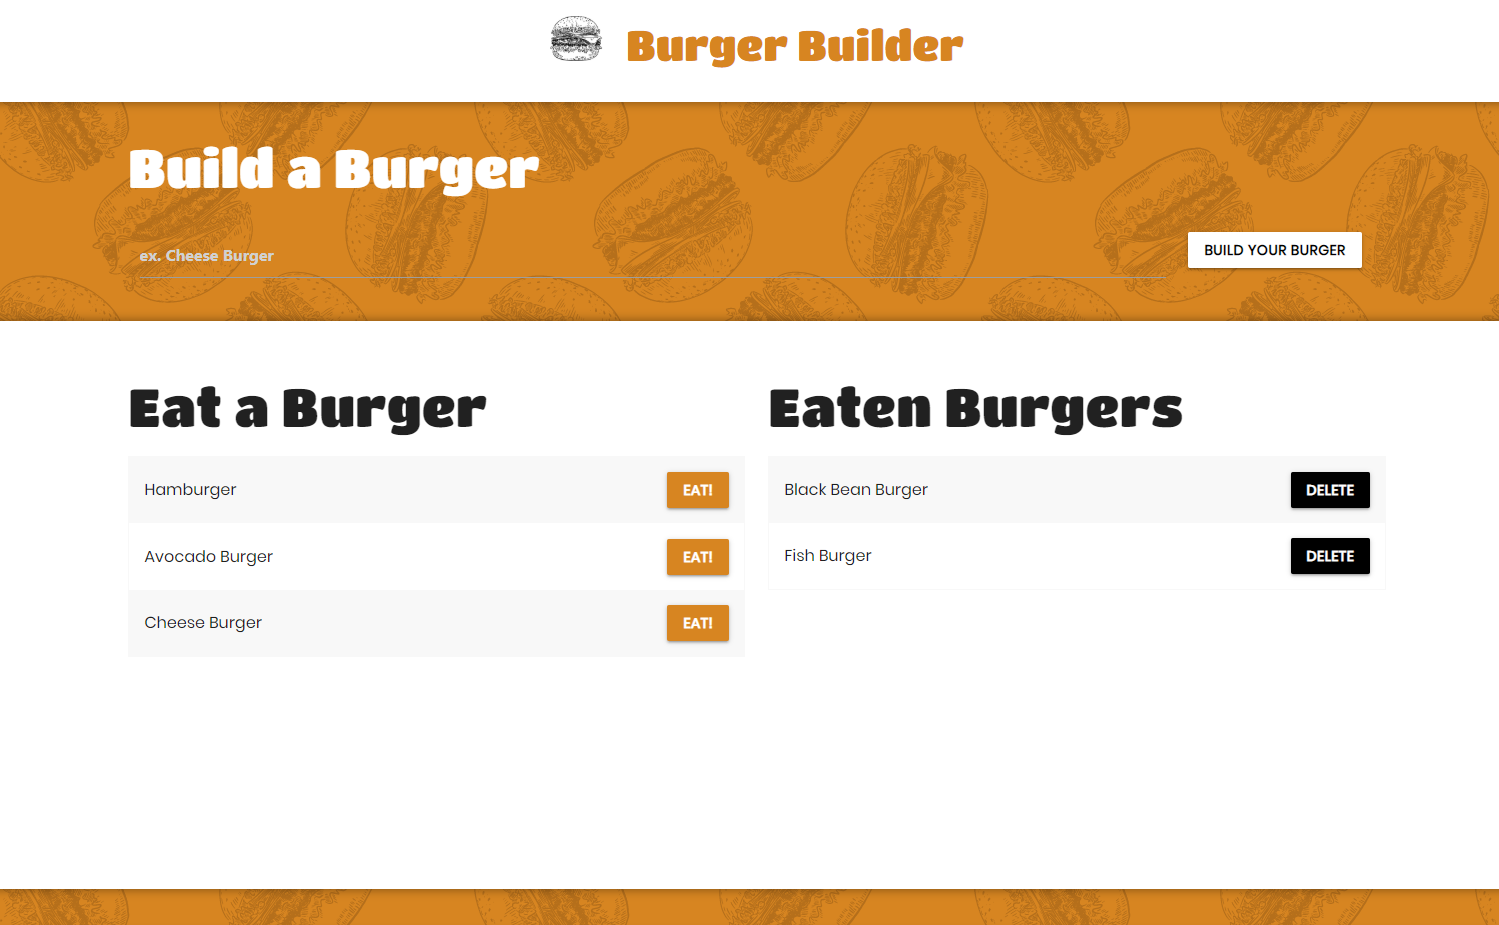 Burger Builder
Build a Burger
ex. Cheese Burger
BUILD YOUR BURGER
Eat a Burger
Hamburger
EAT!
Avocado Burger
EAT!
Cheese Burger
EAT!
Eaten Burgers
Black Bean Burger
DELETE
Fish Burger
DELETE